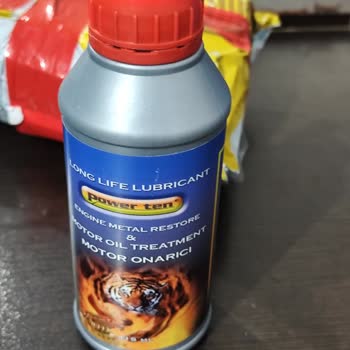 LONG LIFE LUBRICANT
power ten
ENGINE METAL RESTORE
&
MOTOR OIL TREATMENT
MOTOR ONARICI